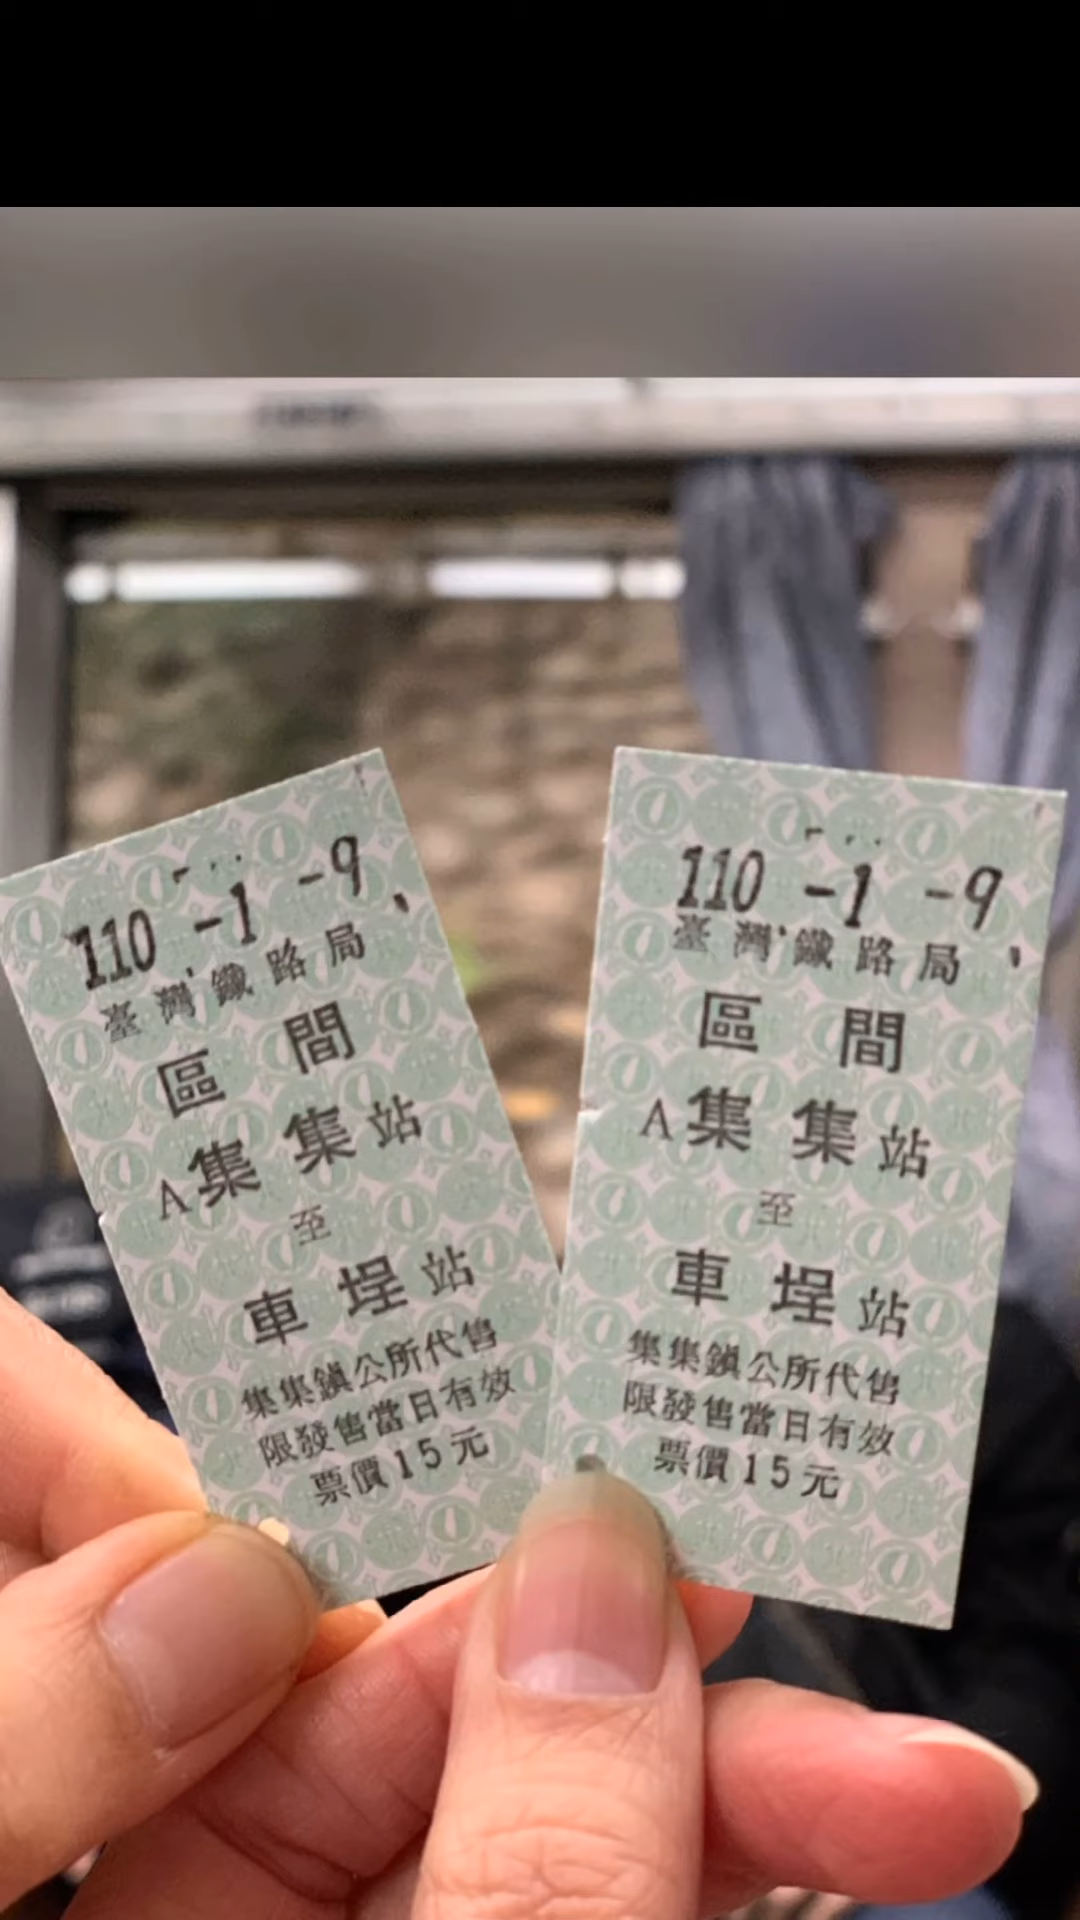 110 -1 -9
臺灣鐵路局
區間
A集集站
至
車埕站
集集鎮公所代售
限發售當日有效
票價15元
110 -1 -9
臺灣鐵路局
區間
A集集站
至
車埕站
集集鎮公所代售
限發售當日有效
票價15元